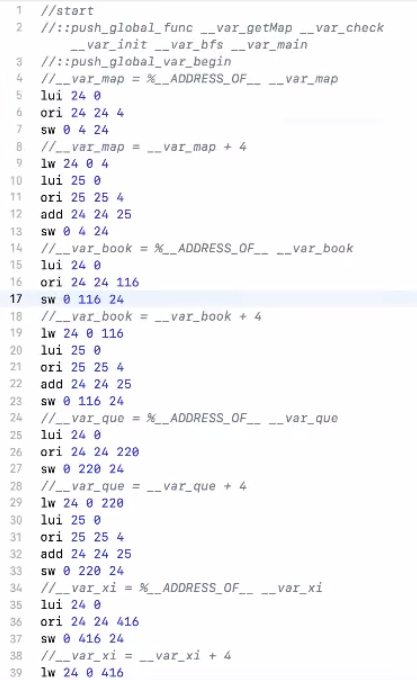 1 //start
2 //::push_global_func __var_getMap __var_check
__var_init __var_bfs __var_main
3 //::push_global_var_begin
4 //__var_map = %__ADDRESS_OF__ __var_map
5 lui 24 0
6 ori 24 24 4
7 sw 0 4 24
8 //__var_map = __var_map + 4
9 lw 24 0 4
10 lui 25 0
11 ori 25 25 4
12 add 24 24 25
13 sw 0 4 24
14 //__var_book = %__ADDRESS_OF__ __var_book
15 lui 24 0
16 ori 24 24 116
17 sw 0 116 24
18 //__var_book = __var_book + 4
19 lw 24 0 116
20 lui 25 0
21 ori 25 25 4
22 add 24 24 25
23 sw 0 116 24
24 //__var_que = %__ADDRESS_OF__ __var_que
25 lui 24 0
26 ori 24 24 220
27 sw 0 220 24
28 //__var_que = __var_que + 4
29 lw 24 0 220
30 lui 25 0
31 ori 25 25 4
32 add 24 24 25
33 sw 0 220 24
34 //__var_xi = %__ADDRESS_OF__ __var_xi
35 lui 24 0
36 ori 24 24 416
37 sw 0 416 24
38 //__var_xi = __var_xi + 4
39 lw 24 0 416